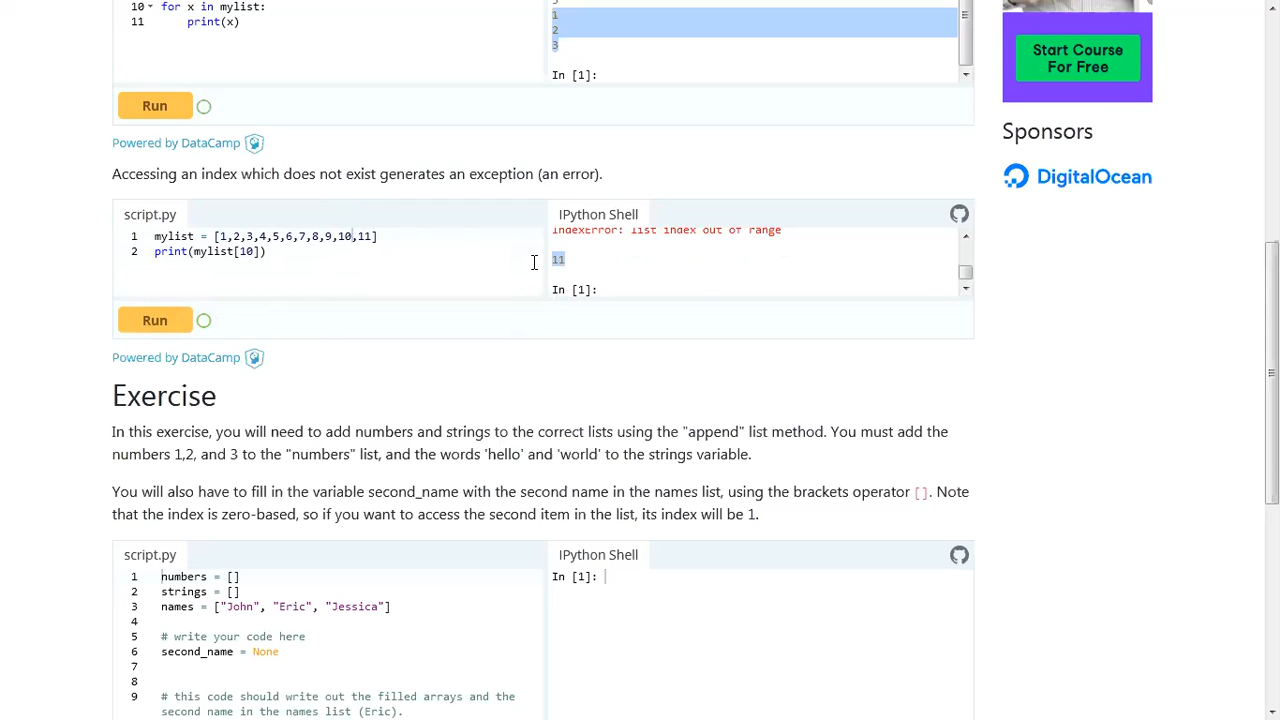 10 for x in mylist:
11 print(x)
1
2
3
In [1]:
Run
Powered by DataCamp
Accessing an index which does not exist generates an exception (an error).
script.py
1 mylist = [1,2,3,4,5,6,7,8,9,10,11]
2 print(mylist[10])
IPython Shell
IndexError: list index out of range
11
In [1]:
Run
Powered by DataCamp
Exercise
In this exercise, you will need to add numbers and strings to the correct lists using the "append" list method. You must add the
numbers 1,2, and 3 to the "numbers" list, and the words 'hello' and 'world' to the strings variable.
You will also have to fill in the variable second_name with the second name in the names list, using the brackets operator []. Note
that the index is zero-based, so if you want to access the second item in the list, its index will be 1.
script.py
1 numbers = []
2 strings = []
3 names = ["John", "Eric", "Jessica"]
4
5 # write your code here
6 second_name = None
7
8
9 # this code should write out the filled arrays and the
second name in the names list (Eric).
IPython Shell
In [1]:
Start Course
For Free
Sponsors
DigitalOcean